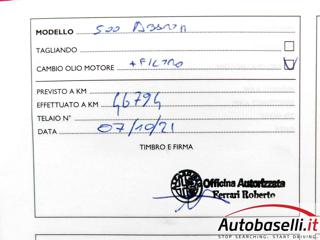 MODELLO 500 ABARTH
TAGLIANDO
CAMBIO OLIO MOTORE + FILTRO
PREVISTO A KM
EFFETTUATO A KM 46794
TELAIO N°
DATA 07/10/21
TIMBRO E FIRMA
Officina Autorizzata
Ferrari Roberto
Autobaselli.it
STOP SEARCHING. START DRIVING.